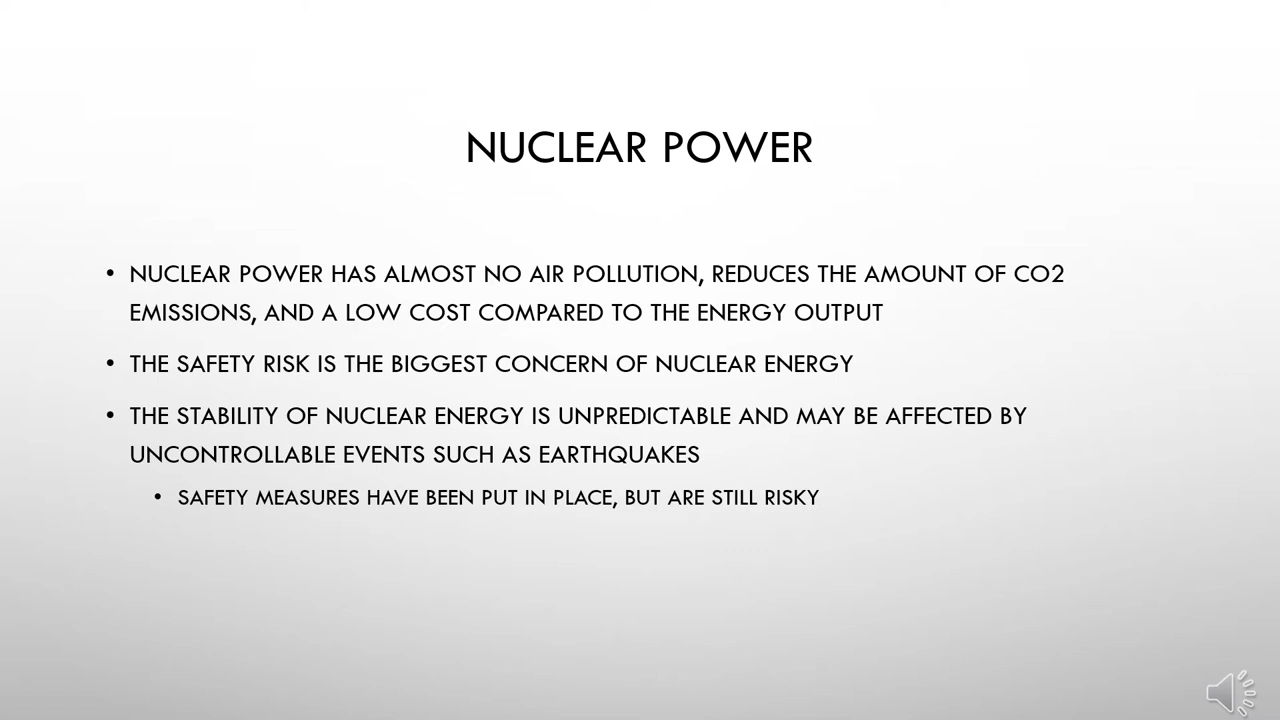 NUCLEAR POWER
• NUCLEAR POWER HAS ALMOST NO AIR POLLUTION, REDUCES THE AMOUNT OF CO2
EMISSIONS, AND A LOW COST COMPARED TO THE ENERGY OUTPUT
• THE SAFETY RISK IS THE BIGGEST CONCERN OF NUCLEAR ENERGY
• THE STABILITY OF NUCLEAR ENERGY IS UNPREDICTABLE AND MAY BE AFFECTED BY
UNCONTROLLABLE EVENTS SUCH AS EARTHQUAKES
• SAFETY MEASURES HAVE BEEN PUT IN PLACE, BUT ARE STILL RISKY